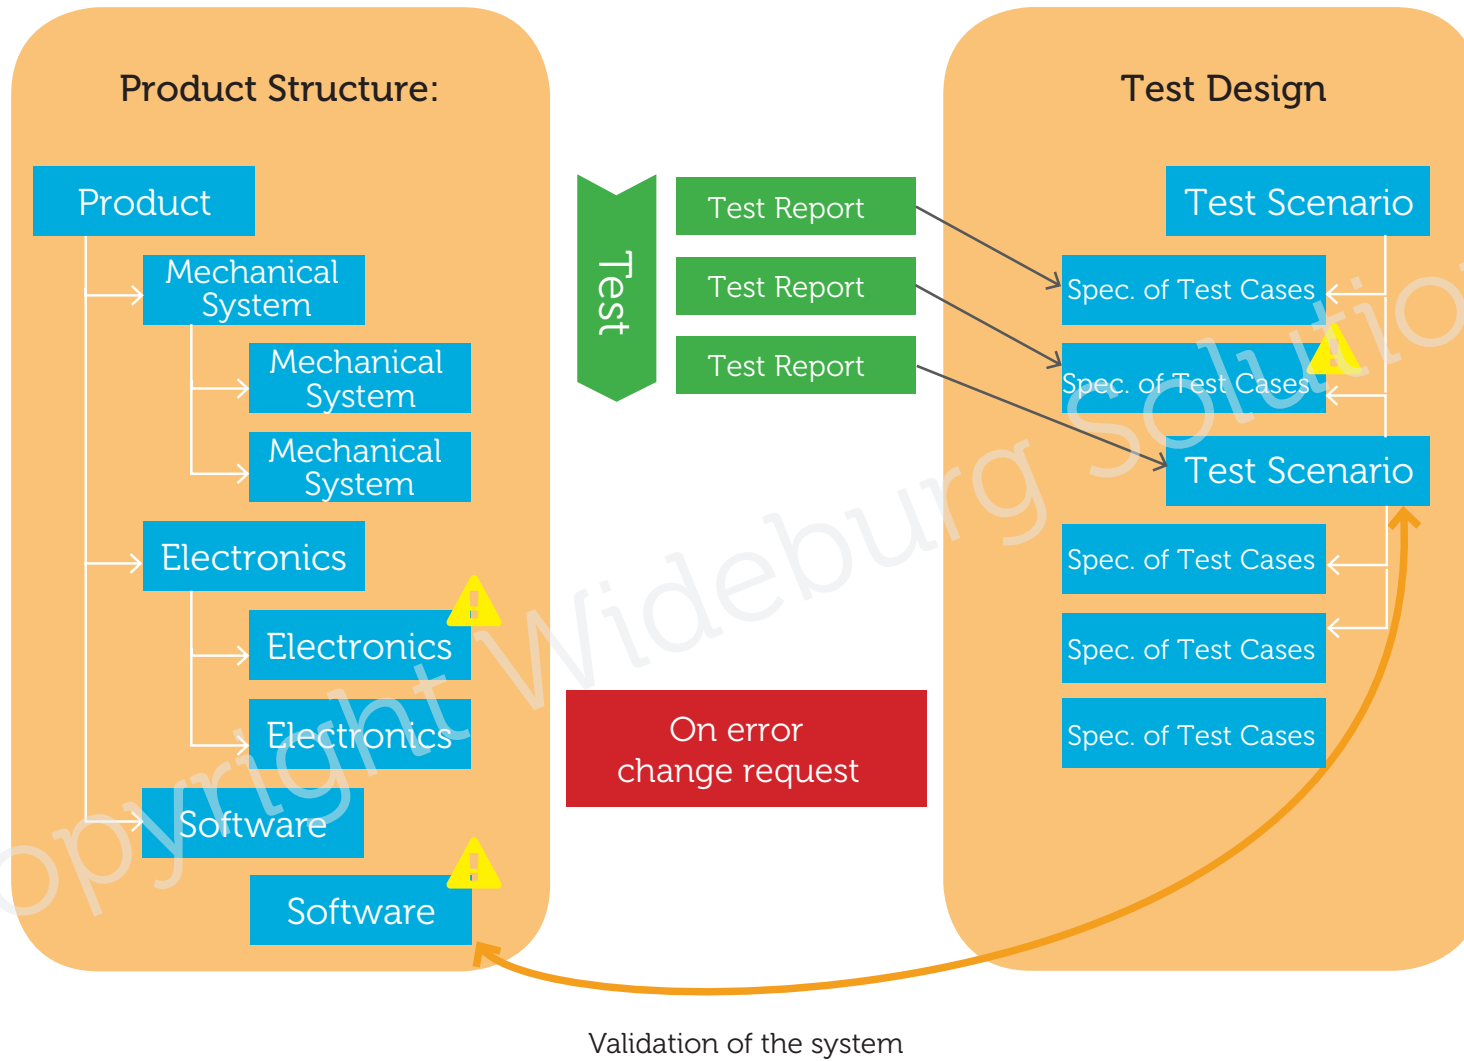 Product Structure:
Product
Mechanical
System
Mechanical
System
Mechanical
System
Electronics
Electronics
Electronics
Software
Software
Test
Test Report
Test Report
Test Report
On error
change request
Test Design
Test Scenario
Spec. of Test Cases
Spec. of Test Cases
Test Scenario
Spec. of Test Cases
Spec. of Test Cases
Spec. of Test Cases
Validation of the system
opyright Wideburg Solutio